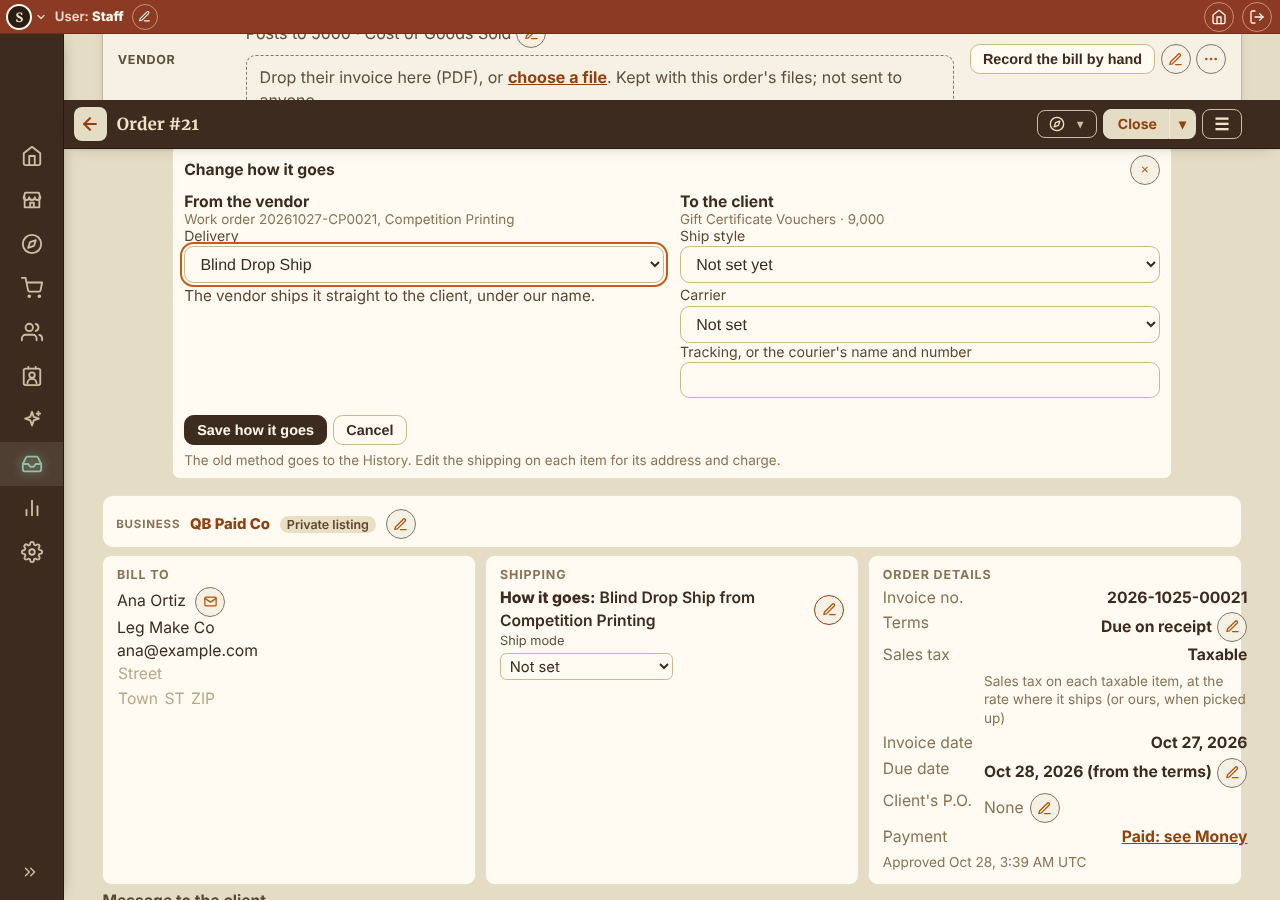 S
User: Staff
Posts to 5000 · Cost of Goods Sold
VENDOR
Drop their invoice here (PDF), or choose a file. Kept with this order's files; not sent to
anyone.
Record the bill by hand
Order #21
Close
Change how it goes
From the vendor
Work order 20261027-CP0021, Competition Printing
Delivery
Blind Drop Ship
The vendor ships it straight to the client, under our name.
To the client
Gift Certificate Vouchers · 9,000
Ship style
Not set yet
Carrier
Not set
Tracking, or the courier's name and number
Save how it goes
Cancel
The old method goes to the History. Edit the shipping on each item for its address and charge.
BUSINESS QB Paid Co Private listing
BILL TO
Ana Ortiz
Leg Make Co
ana@example.com
Street
Town ST ZIP
SHIPPING
How it goes: Blind Drop Ship from
Competition Printing
Ship mode
Not set
ORDER DETAILS
Invoice no. 2026-1025-00021
Terms Due on receipt
Sales tax Taxable
Sales tax on each taxable item, at the
rate where it ships (or ours, when picked
up)
Invoice date Oct 27, 2026
Due date Oct 28, 2026 (from the terms)
Client's P.O. None
Payment Paid: see Money
Approved Oct 28, 3:39 AM UTC
Message to the client